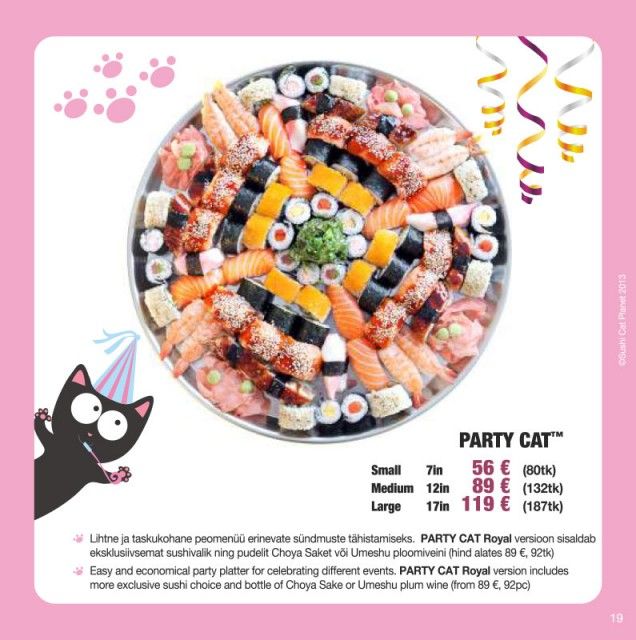 ©Sushi Cat Planet 2013
PARTY CAT™
Small 7in 56 € (80tk)
Medium 12in 89 € (132tk)
Large 17in 119 € (187tk)
Lihtne ja taskukohane peomenüü erinevate sündmuste tähistamiseks. PARTY CAT Royal versioon sisaldab
eksklusiivsemat sushivalik ning pudelit Choya Saket või Umeshu ploomiveini (hind alates 89 €, 92tk)
Easy and economical party platter for celebrating different events. PARTY CAT Royal version includes
more exclusive sushi choice and bottle of Choya Sake or Umeshu plum wine (from 89 €, 92pc)
19